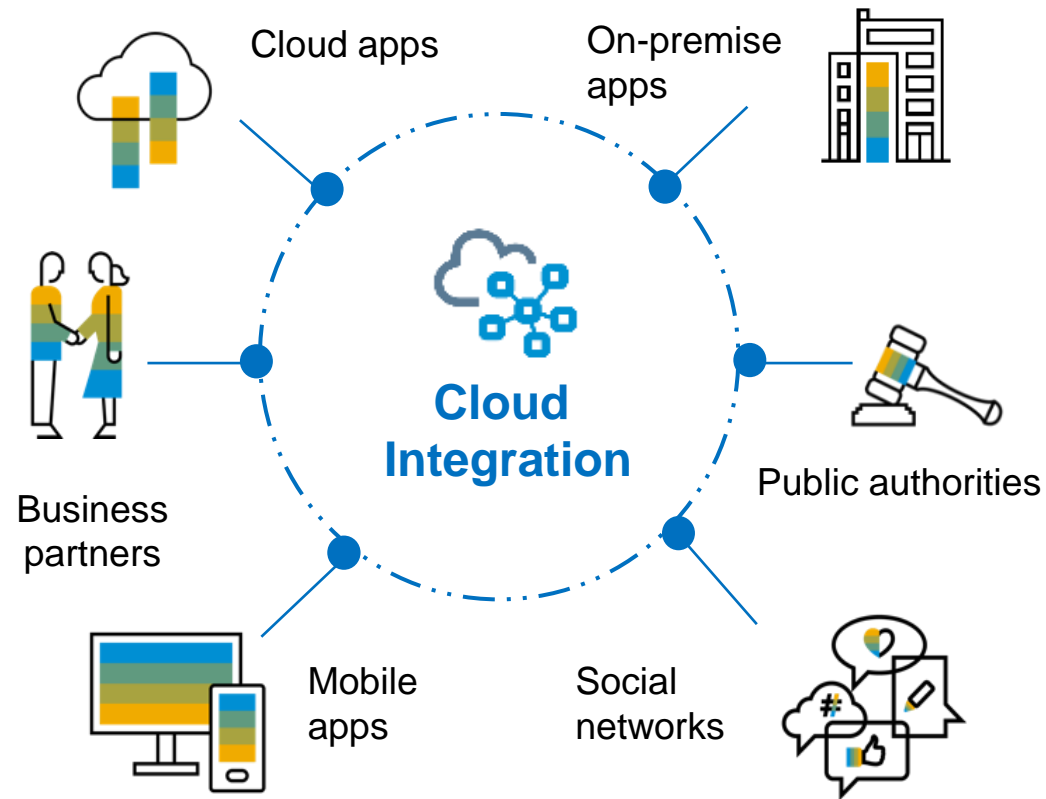 Cloud apps
On-premise
apps
Cloud
Integration
Business
partners
Public authorities
Mobile
apps
Social
networks
#